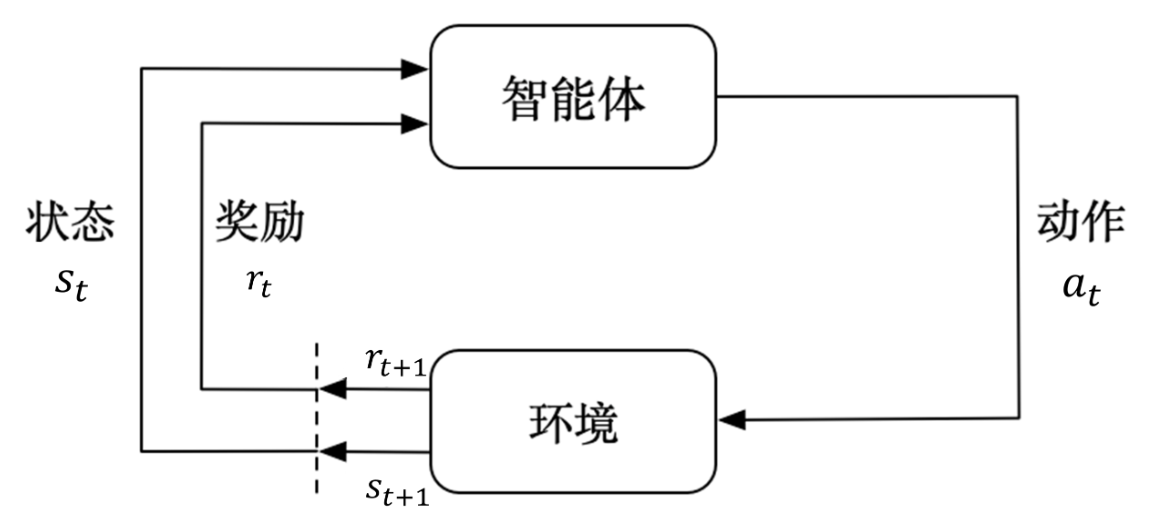 智能体
状态
s_t
奖励
r_t
动作
a_t
r_{t+1}
环境
s_{t+1}